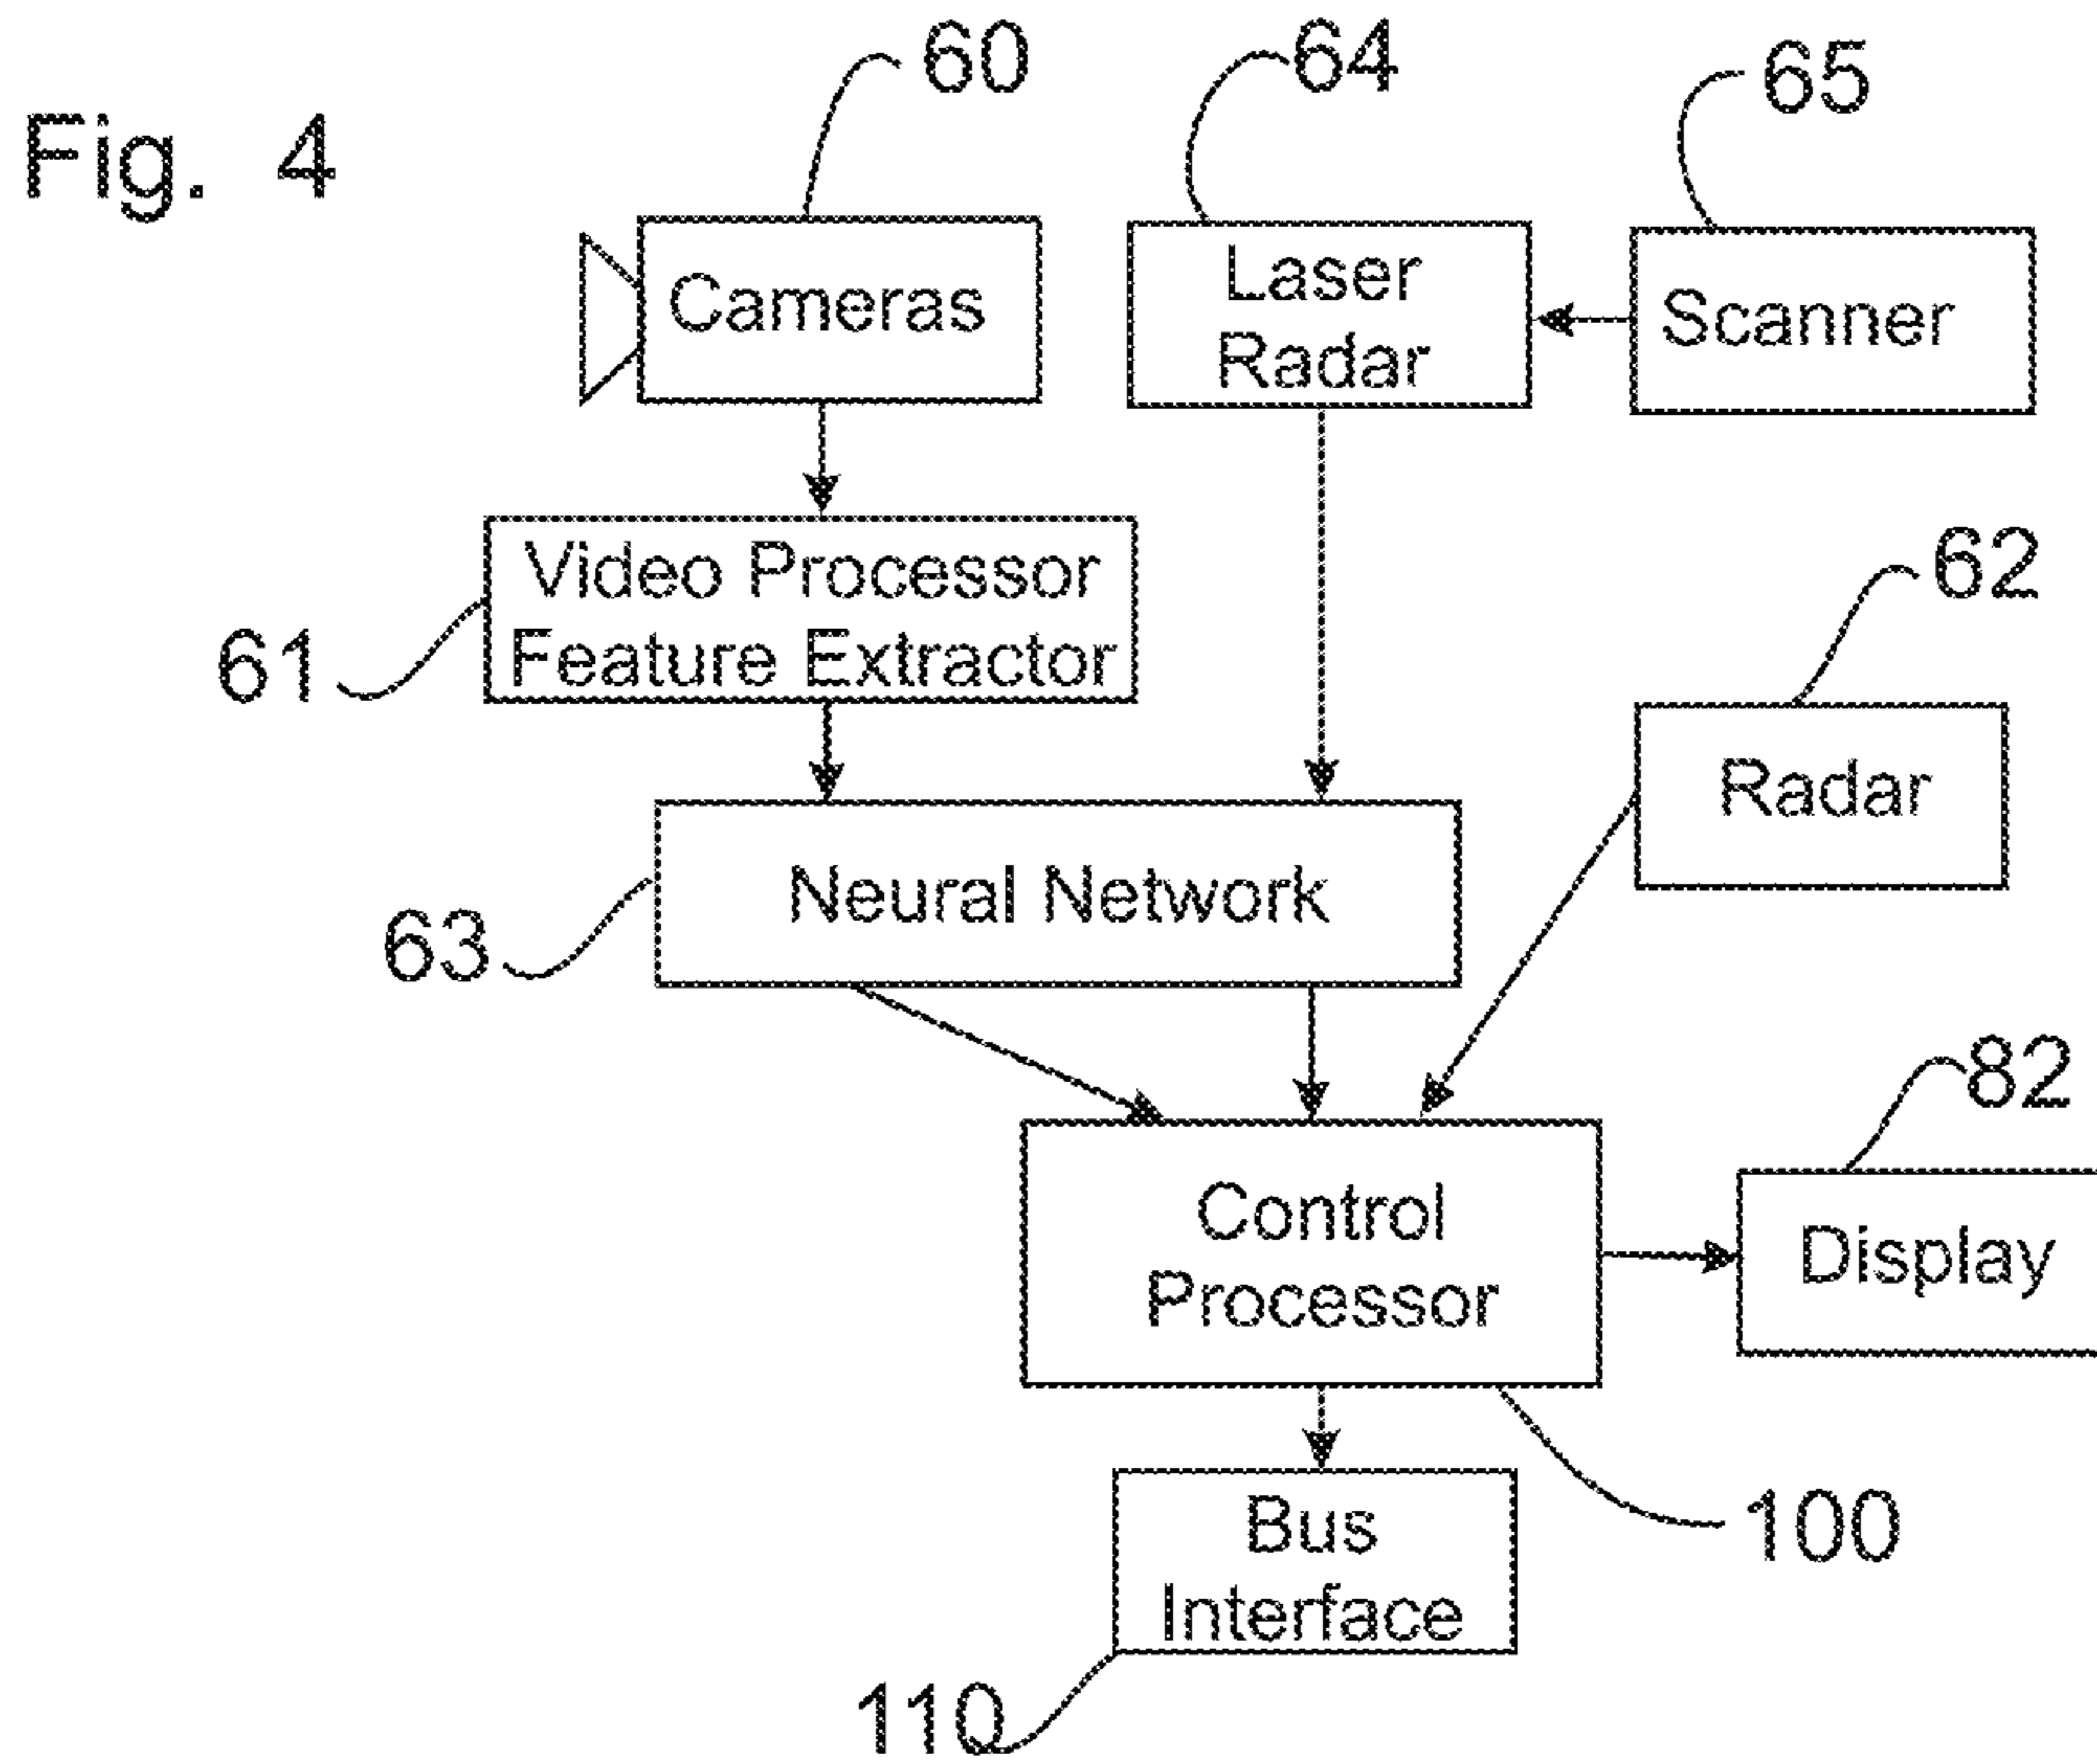 Fig. 4
60
64
65
Cameras
Laser
Radar
Scanner
Video Processor
Feature Extractor
61
62
Radar
Neural Network
63
82
Control
Processor
Display
100
Bus
Interface
110